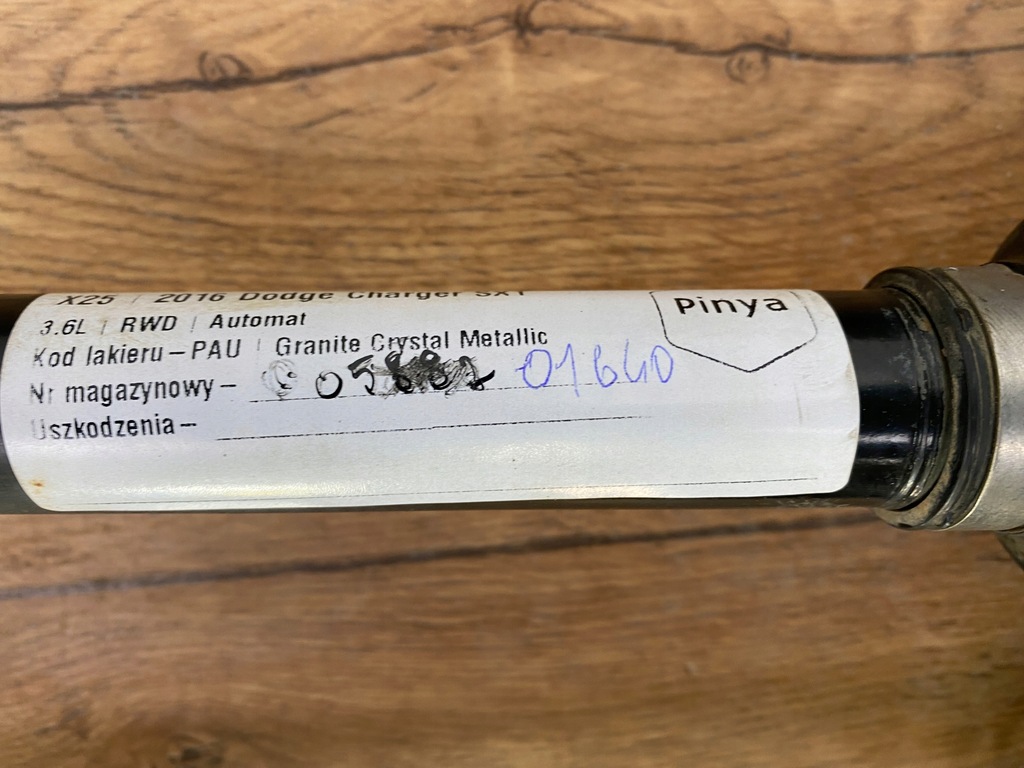 X25 | 2016 Dodge Charger SXT
Pinya
3.6L | RWD | Automat
Kod lakieru – PAU | Granite Crystal Metallic
Nr magazynowy – 01640
Uszkodzenia –